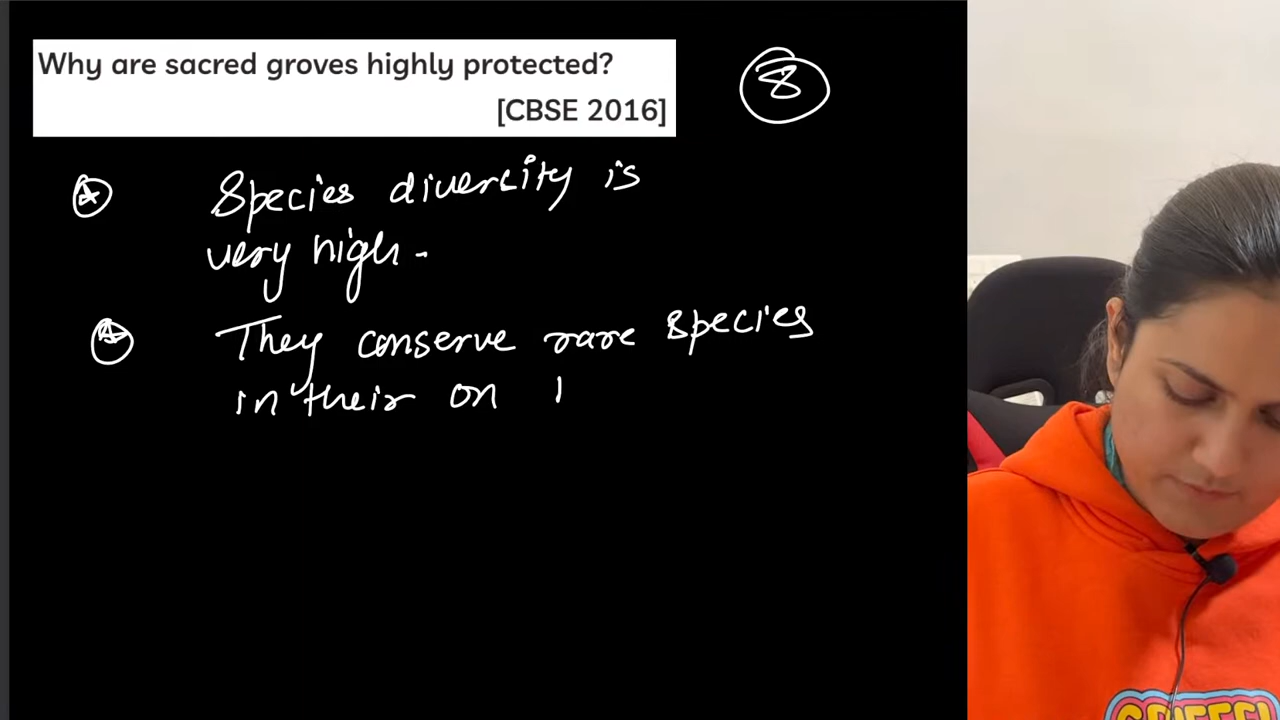 Why are sacred groves highly protected?
[CBSE 2016]
8
Species diversity is
very high -
They conserve rare species
in their on